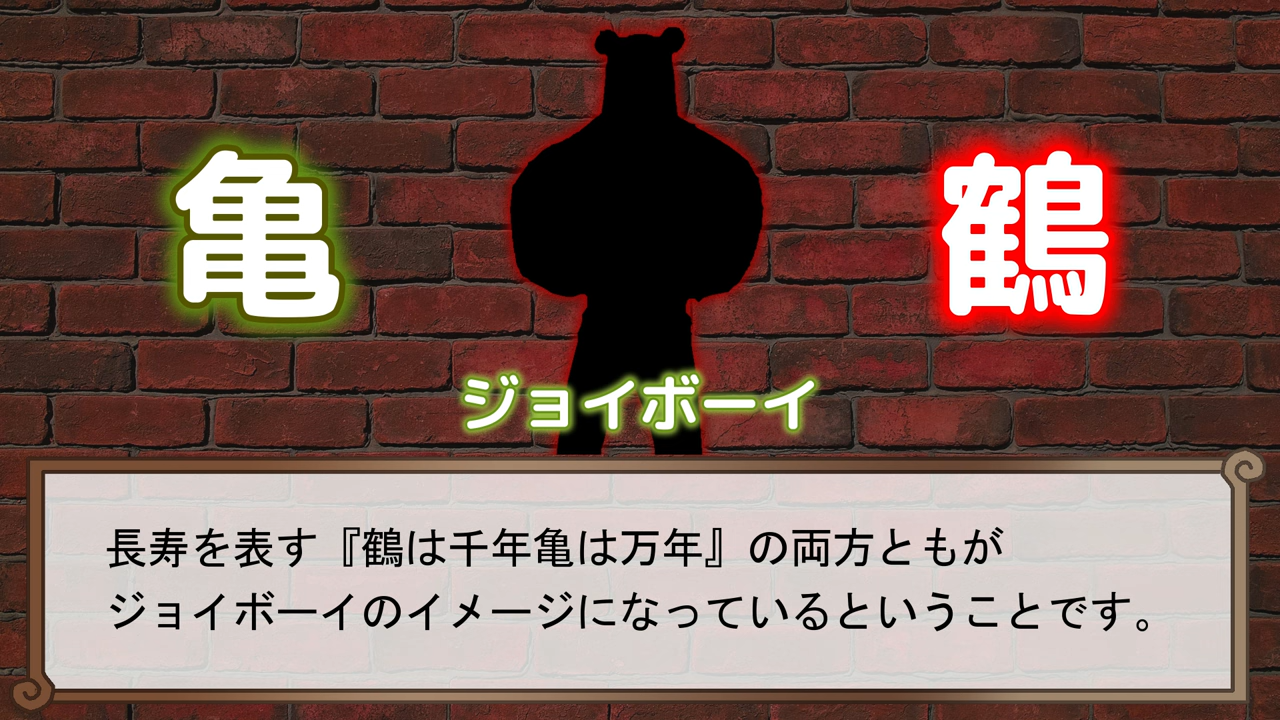 亀
鶴
ジョイボーイ
長寿を表す『鶴は千年亀は万年』の両方ともが
ジョイボーイのイメージになっているということです。